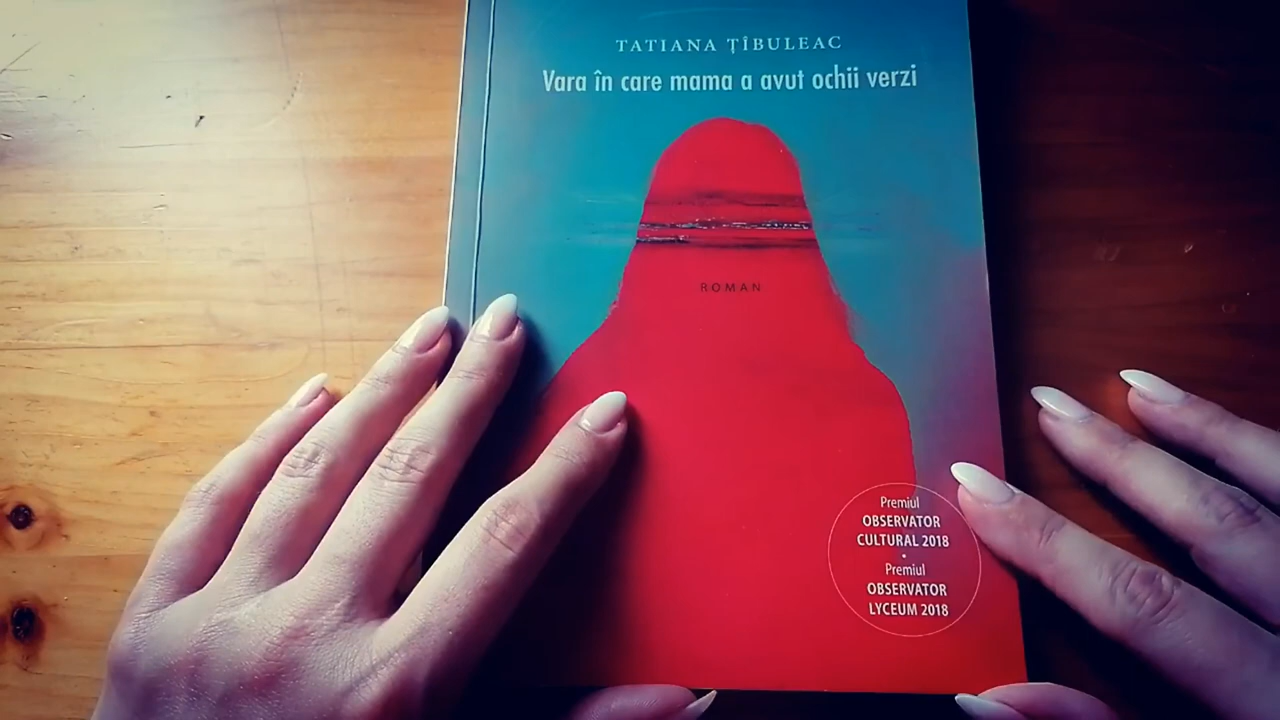 TATIANA ȚÎBULEAC
Vara în care mama a avut ochii verzi
ROMAN
Premiul
OBSERVATOR
CULTURAL 2018
•
Premiul
OBSERVATOR
LYCEUM 2018